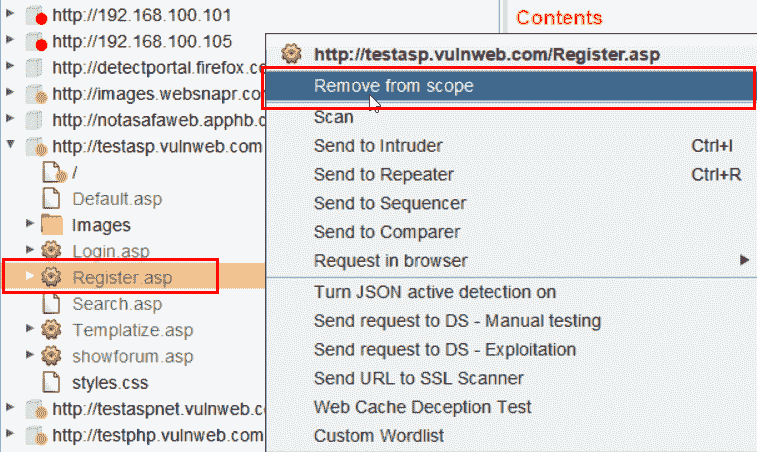 http://192.168.100.101
http://192.168.100.105
http://detectportal.firefox.co
http://images.websnapr.com
http://notasafaweb.apphb.c
http://testasp.vulnweb.com
/
Default.asp
Images
Login.asp
Register.asp
Search.asp
Templatize.asp
showforum.asp
styles.css
http://testaspnet.vulnweb.co
http://testphp.vulnweb.com
Contents
http://testasp.vulnweb.com/Register.asp
Remove from scope
Scan
Send to Intruder Ctrl+I
Send to Repeater Ctrl+R
Send to Sequencer
Send to Comparer
Request in browser
Turn JSON active detection on
Send request to DS - Manual testing
Send request to DS - Exploitation
Send URL to SSL Scanner
Web Cache Deception Test
Custom Wordlist